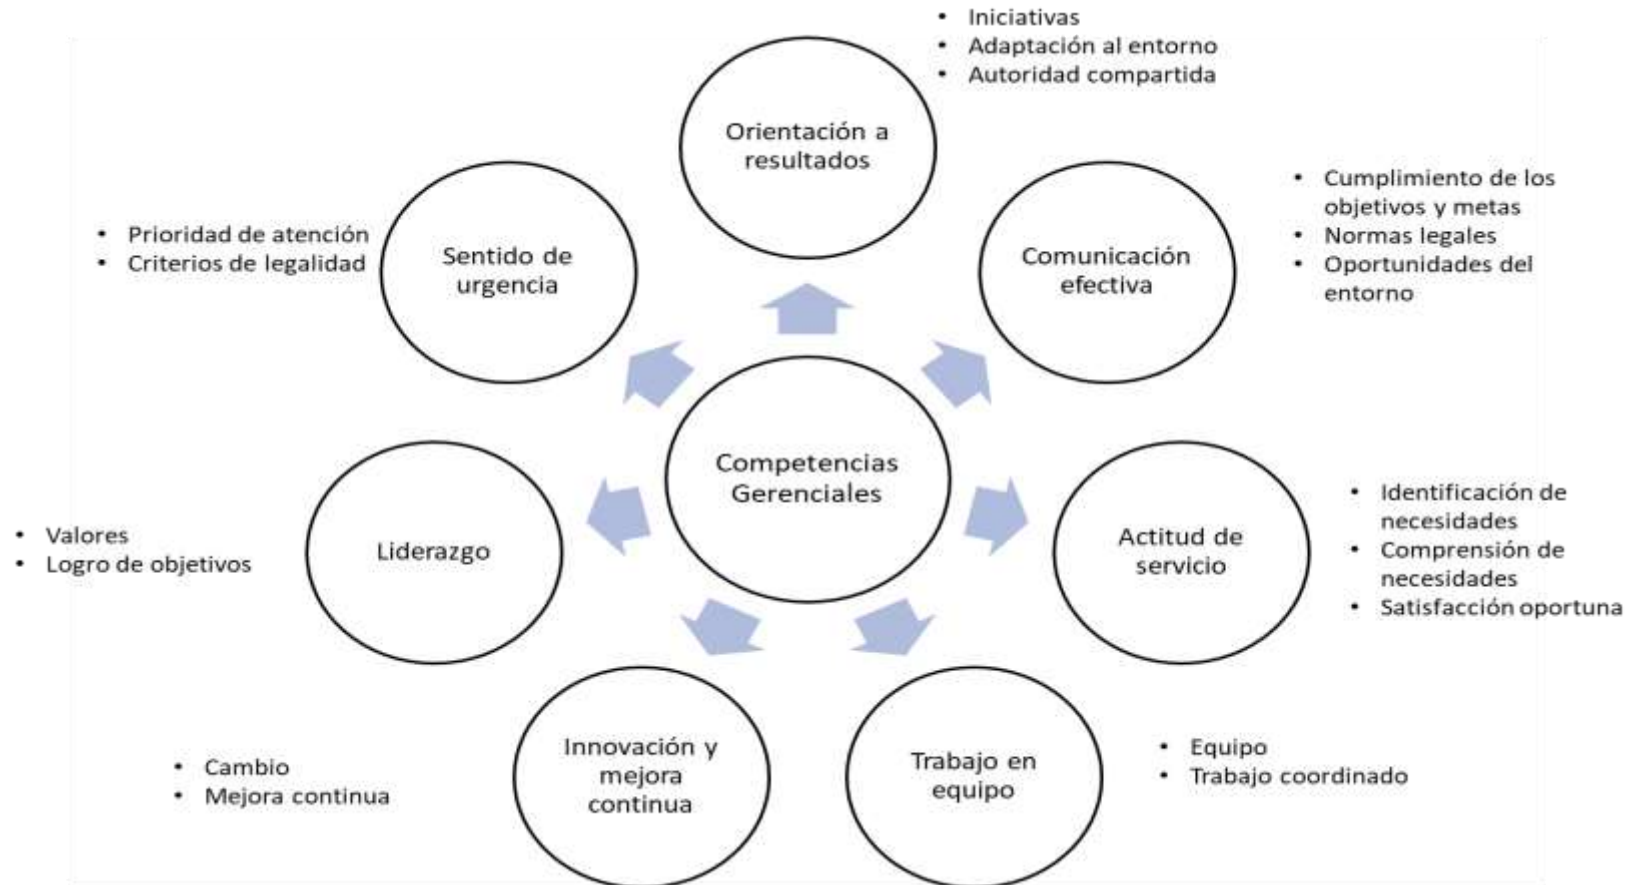 • Iniciativas
• Adaptación al entorno
• Autoridad compartida
Orientación a
resultados
• Cumplimiento de los
objetivos y metas
• Normas legales
• Oportunidades del
entorno
Comunicación
efectiva
• Prioridad de atención
• Criterios de legalidad
Sentido de
urgencia
Competencias
Gerenciales
• Identificación de
necesidades
• Comprensión de
necesidades
• Satisfacción oportuna
Actitud de
servicio
• Valores
• Logro de objetivos
Liderazgo
• Cambio
• Mejora continua
Innovación y
mejora
continua
Trabajo en
equipo
• Equipo
• Trabajo coordinado